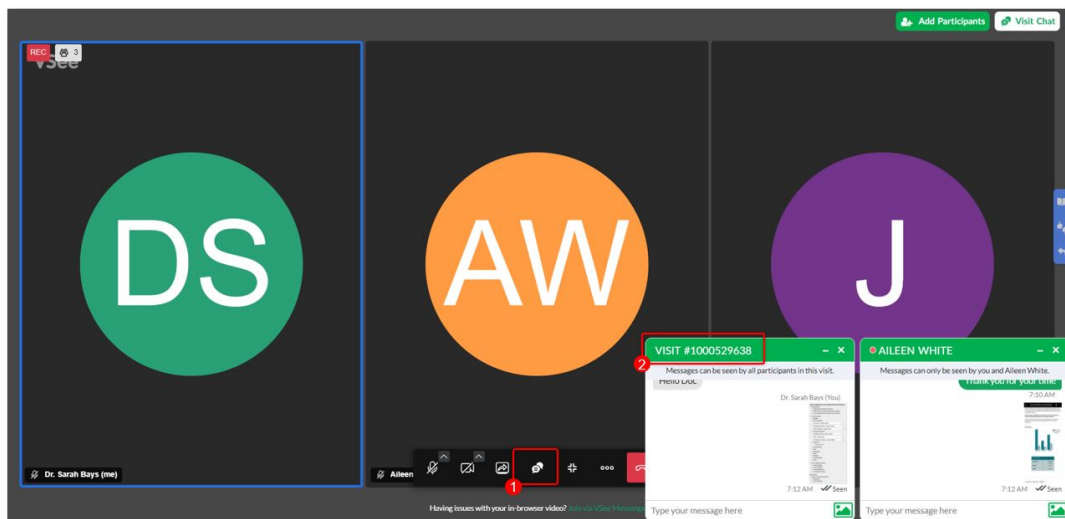 Add Participants
Visit Chat
REC 3
VSee
DS
AW
J
VISIT #1000529638
2
Messages can be seen by all participants in this visit.
Hello Doc
Dr. Sarah Bays (You)
7:12 AM Seen
Type your message here
AILEEN WHITE
Messages can only be seen by you and Aileen White.
Thank you for your time
7:10 AM
7:12 AM Seen
Type your message here
Dr. Sarah Bays (me)
Aileen
1
Having issues with your in-browser video? Join via VSee Messenger